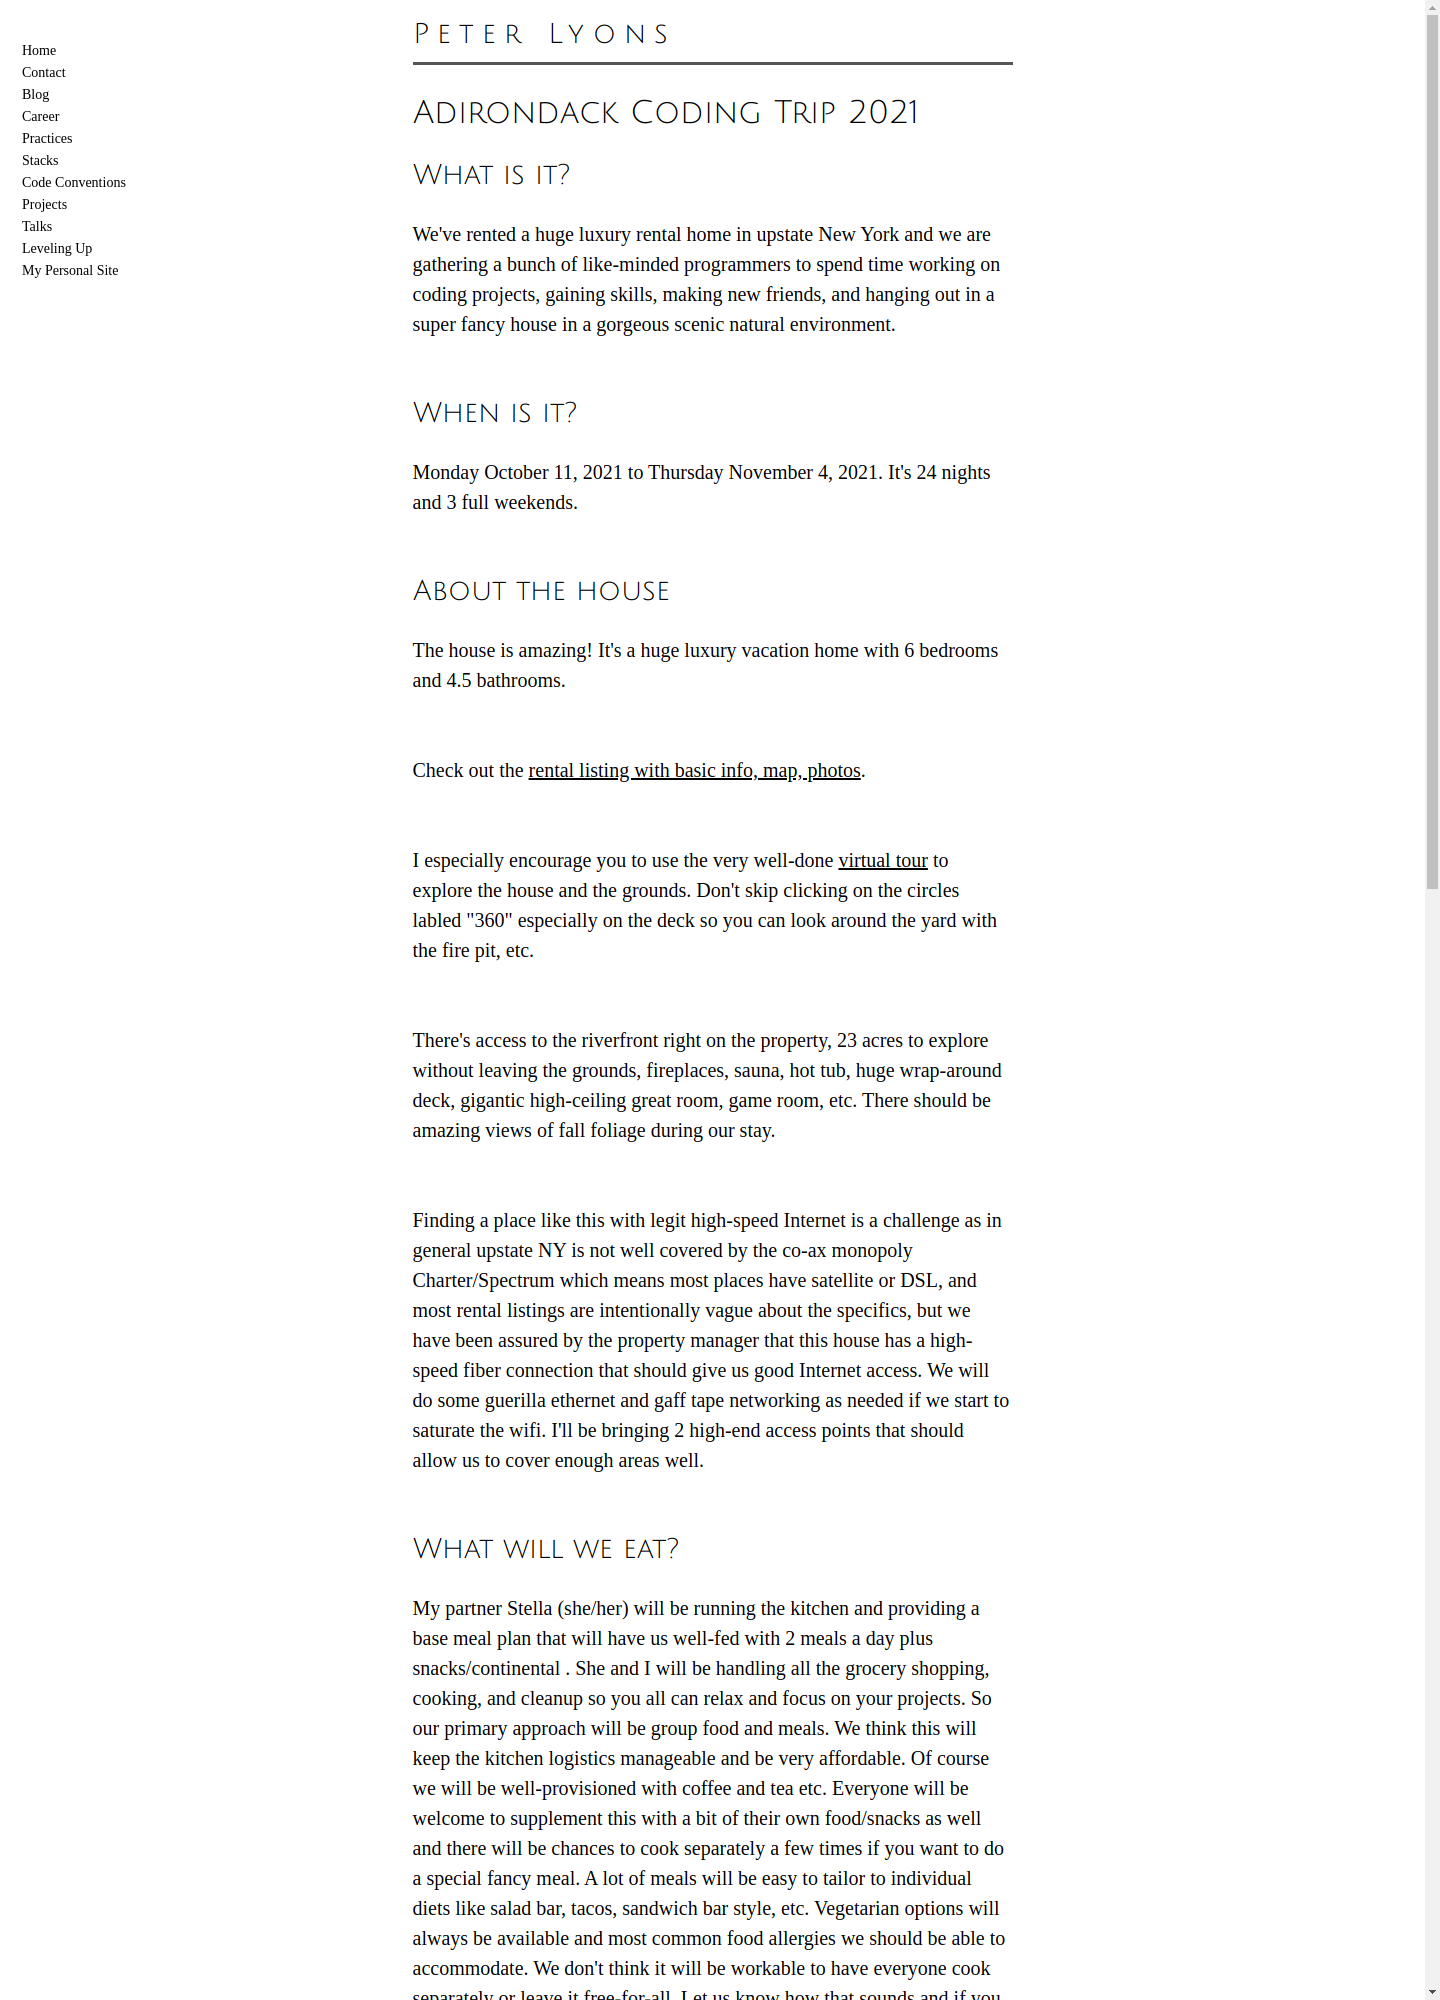 Home
Contact
Blog
Career
Practices
Stacks
Code Conventions
Projects
Talks
Leveling Up
My Personal Site
Peter Lyons
Adirondack Coding Trip 2021
What is it?
We've rented a huge luxury rental home in upstate New York and we are
gathering a bunch of like-minded programmers to spend time working on
coding projects, gaining skills, making new friends, and hanging out in a
super fancy house in a gorgeous scenic natural environment.
When is it?
Monday October 11, 2021 to Thursday November 4, 2021. It's 24 nights
and 3 full weekends.
About the house
The house is amazing! It's a huge luxury vacation home with 6 bedrooms
and 4.5 bathrooms.
Check out the rental listing with basic info, map, photos.
I especially encourage you to use the very well-done virtual tour to
explore the house and the grounds. Don't skip clicking on the circles
labled "360" especially on the deck so you can look around the yard with
the fire pit, etc.
There's access to the riverfront right on the property, 23 acres to explore
without leaving the grounds, fireplaces, sauna, hot tub, huge wrap-around
deck, gigantic high-ceiling great room, game room, etc. There should be
amazing views of fall foliage during our stay.
Finding a place like this with legit high-speed Internet is a challenge as in
general upstate NY is not well covered by the co-ax monopoly
Charter/Spectrum which means most places have satellite or DSL, and
most rental listings are intentionally vague about the specifics, but we
have been assured by the property manager that this house has a high-
speed fiber connection that should give us good Internet access. We will
do some guerilla ethernet and gaff tape networking as needed if we start to
saturate the wifi. I'll be bringing 2 high-end access points that should
allow us to cover enough areas well.
What will we eat?
My partner Stella (she/her) will be running the kitchen and providing a
base meal plan that will have us well-fed with 2 meals a day plus
snacks/continental . She and I will be handling all the grocery shopping,
cooking, and cleanup so you all can relax and focus on your projects. So
our primary approach will be group food and meals. We think this will
keep the kitchen logistics manageable and be very affordable. Of course
we will be well-provisioned with coffee and tea etc. Everyone will be
welcome to supplement this with a bit of their own food/snacks as well
and there will be chances to cook separately a few times if you want to do
a special fancy meal. A lot of meals will be easy to tailor to individual
diets like salad bar, tacos, sandwich bar style, etc. Vegetarian options will
always be available and most common food allergies we should be able to
accommodate. We don't think it will be workable to have everyone cook
separately or leave it free-for-all. Let us know how that sounds and if you